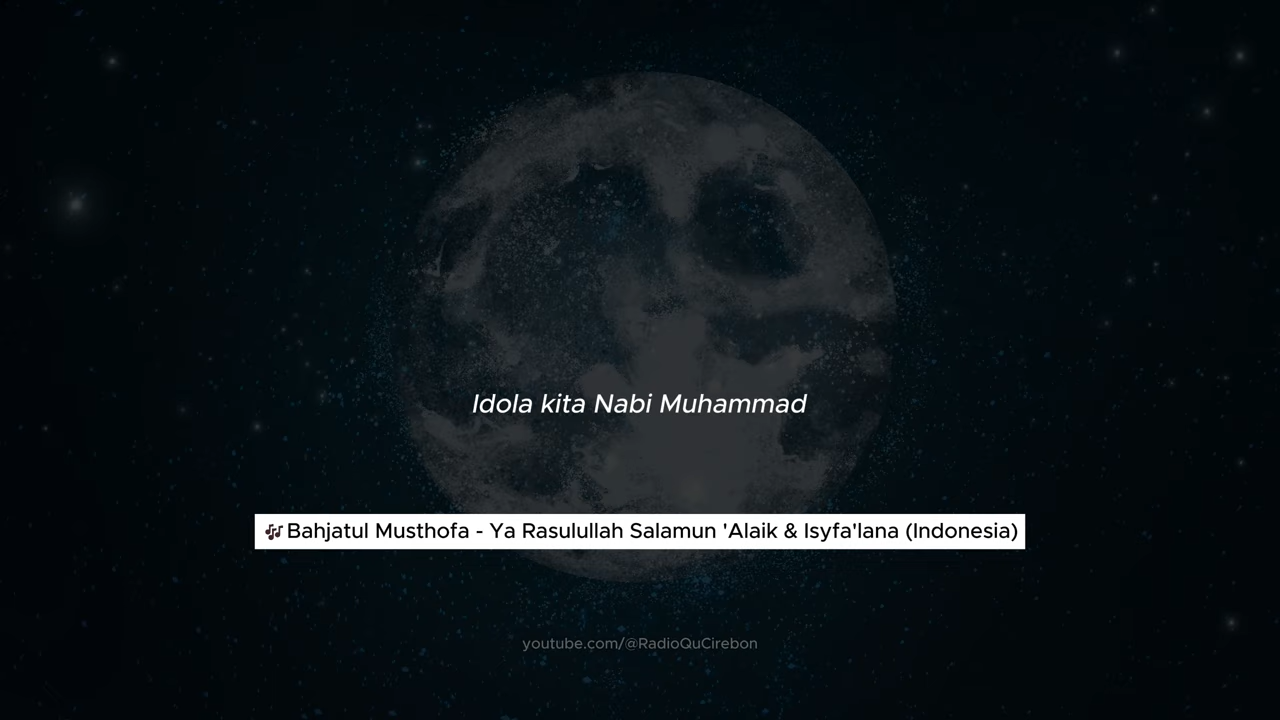 Idola kita Nabi Muhammad
🎶Bahjatul Musthofa - Ya Rasulullah Salamun 'Alaik & Isyfa'lana (Indonesia)
youtube.com/@RadioQuCirebon